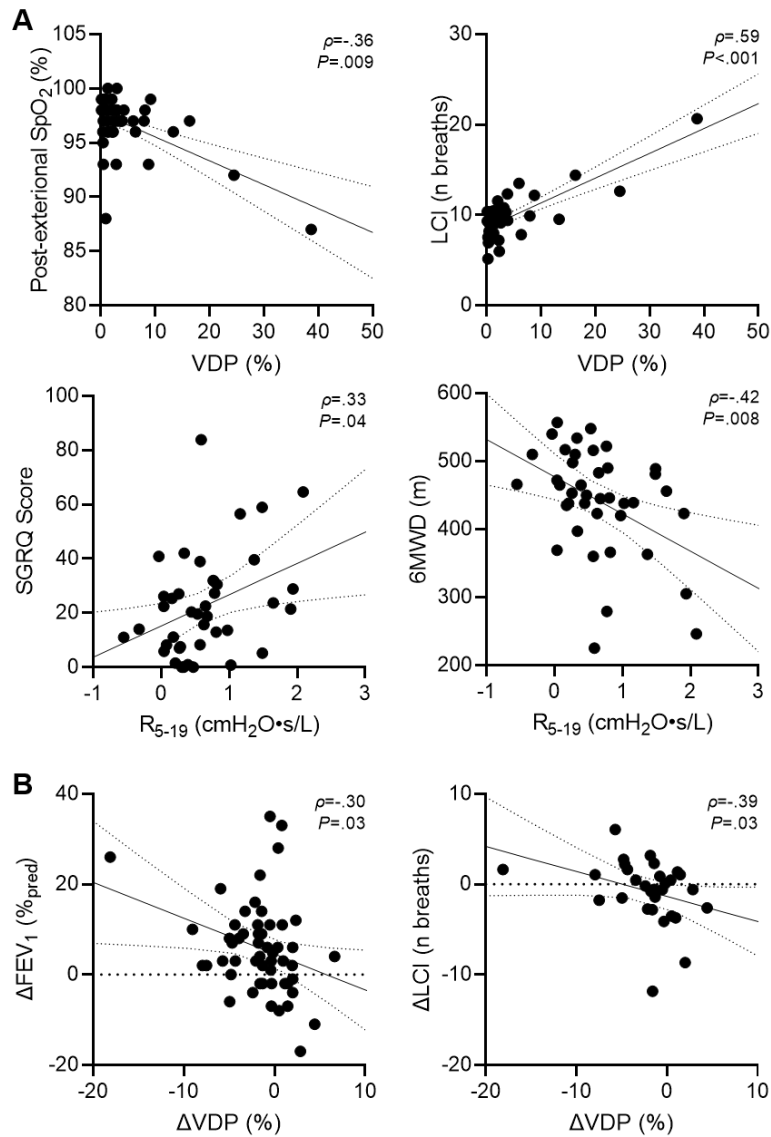 A
105
100
95
90
85
80
Post-exterional SpO₂ (%)
ρ=-.36
P=.009
0 10 20 30 40 50
VDP (%)
30
20
10
0
LCI (n breaths)
ρ=.59
P<.001
0 10 20 30 40 50
VDP (%)
100
80
60
40
20
0
SGRQ Score
ρ=.33
P=.04
-1 0 1 2 3
R₅₋₁₉ (cmH₂O•s/L)
600
500
400
300
200
6MWD (m)
ρ=-.42
P=.008
-1 0 1 2 3
R₅₋₁₉ (cmH₂O•s/L)
B
40
20
0
-20
ΔFEV₁ (%pred)
ρ=-.30
P=.03
-20 -10 0 10
ΔVDP (%)
10
0
-10
-20
ΔLCI (n breaths)
ρ=-.39
P=.03
-20 -10 0 10
ΔVDP (%)